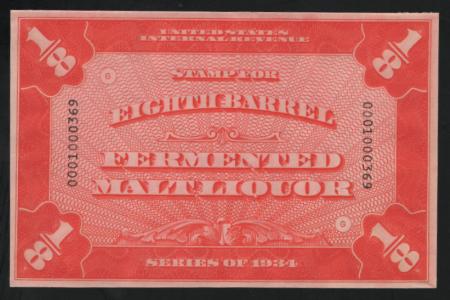 UNITED STATES
INTERNAL REVENUE
1/8
1/8
STAMP FOR
EIGHTH BARREL
0001000369
0001000369
FERMENTED
MALT LIQUOR
1/8
1/8
SERIES OF 1934